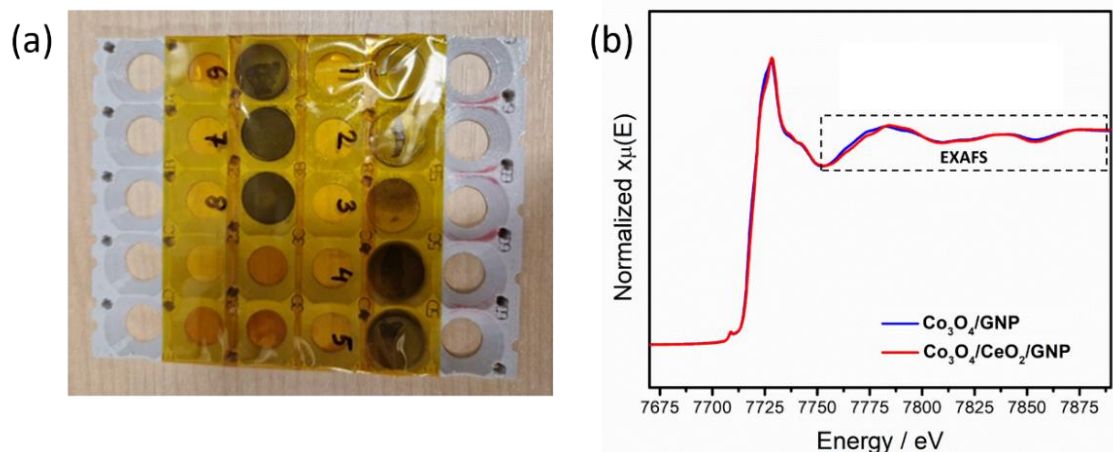 (a)
6
7
8
1
2
3
4
5
(b)
Normalized xμ(E)
EXAFS
Co₃O₄/GNP
Co₃O₄/CeO₂/GNP
7675 7700 7725 7750 7775 7800 7825 7850 7875
Energy / eV